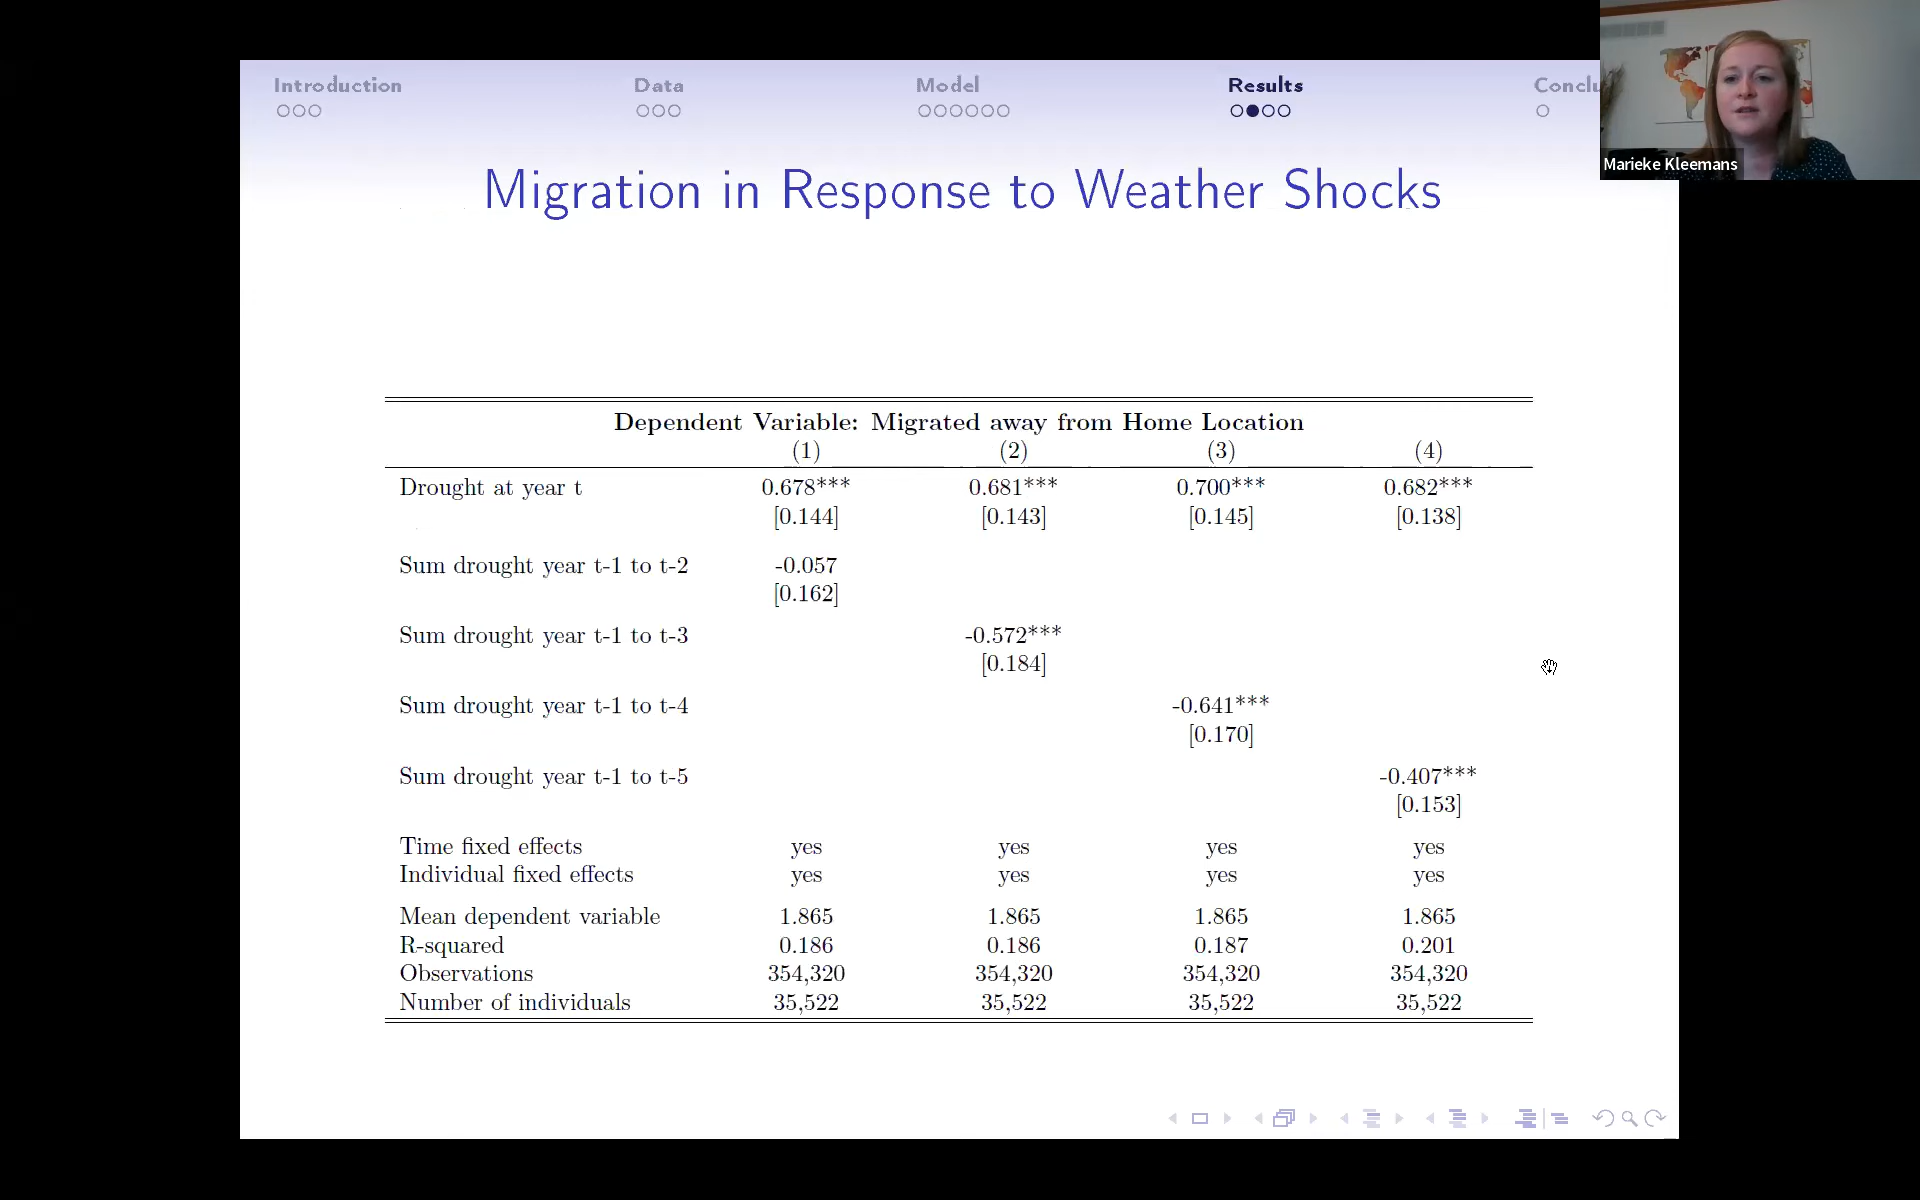 Introduction Data Model Results Conclu
Marieke Kleemans
Migration in Response to Weather Shocks
Dependent Variable: Migrated away from Home Location
(1) (2) (3) (4)
Drought at year t 0.678*** 0.681*** 0.700*** 0.682***
[0.144] [0.143] [0.145] [0.138]
Sum drought year t-1 to t-2 -0.057
[0.162]
Sum drought year t-1 to t-3 -0.572***
[0.184]
Sum drought year t-1 to t-4 -0.641***
[0.170]
Sum drought year t-1 to t-5 -0.407***
[0.153]
Time fixed effects yes yes yes yes
Individual fixed effects yes yes yes yes
Mean dependent variable 1.865 1.865 1.865 1.865
R-squared 0.186 0.186 0.187 0.201
Observations 354,320 354,320 354,320 354,320
Number of individuals 35,522 35,522 35,522 35,522